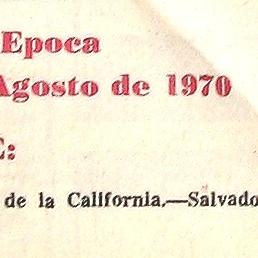 Epoca
Agosto de 1970
E:
de la California,—Salvado